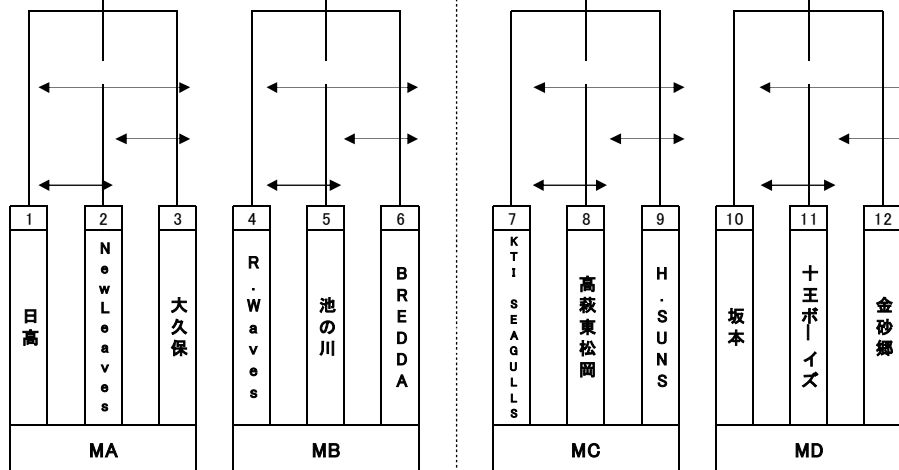 1 2 3 4 5 6 7 8 9 10 11 12
日高
NewLeaves
大久保
R.Waves
池の川
BREDDA
KTI SEAGULLS
高萩東松岡
H.SUNS
坂本
十王ボーイズ
金砂郷
MA MB MC MD